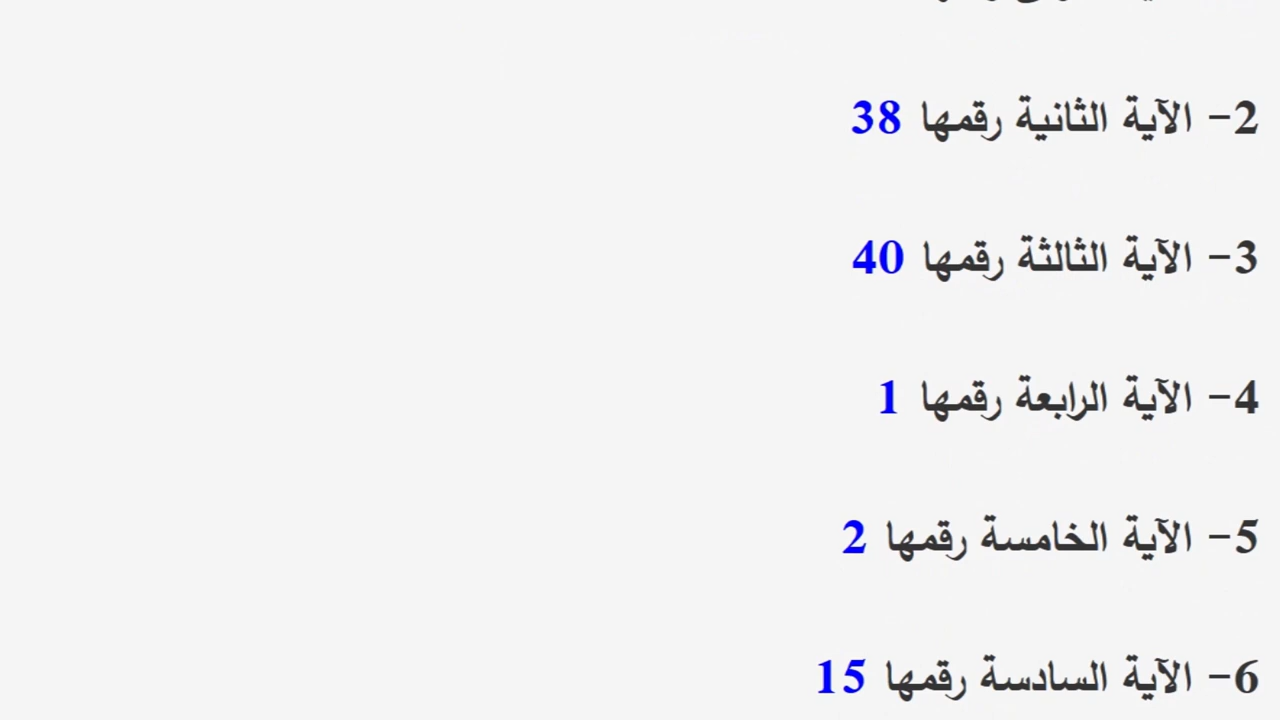 2- الآية الثانية رقمها 38
3- الآية الثالثة رقمها 40
4- الآية الرابعة رقمها 1
5- الآية الخامسة رقمها 2
6- الآية السادسة رقمها 15